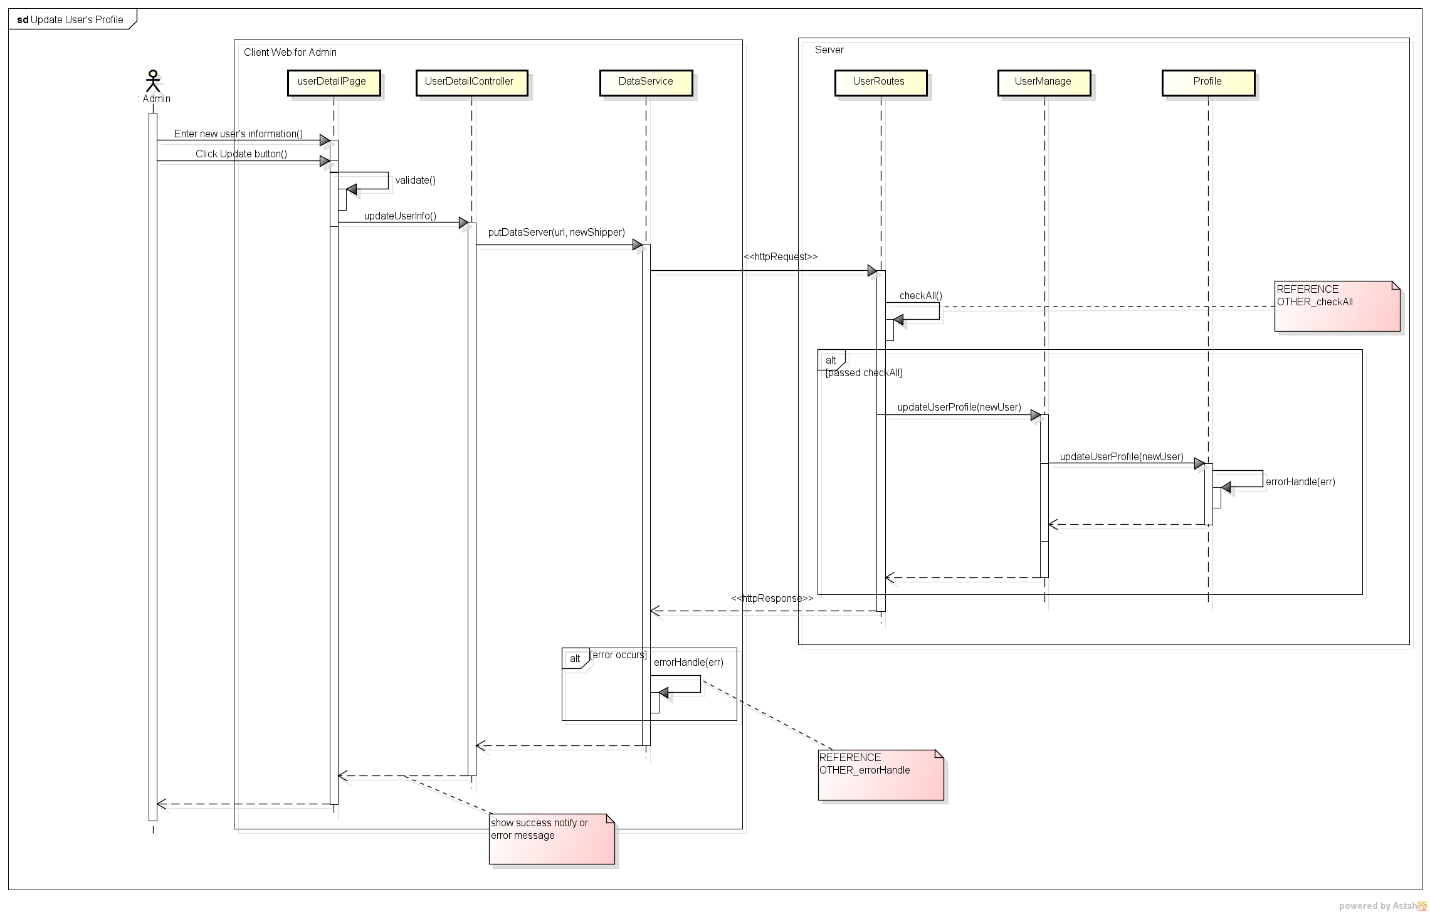 sd Update User's Profile
Client Web for Admin
Server
: Admin
userDetailPage
UserDetailController
DataService
UserRoutes
UserManage
Profile
Enter new user's information()
Click Update button()
validate()
updateUserInfo()
putDataServer(url, newShipper)
<<httpRequest>>
checkAll()
REFERENCE
OTHER_checkAll
alt
[passed checkAll]
updateUserProfile(newUser)
updateUserProfile(newUser)
errorHandle(err)
<<httpResponse>>
alt
[error occurs]
errorHandle(err)
REFERENCE
OTHER_errorHandle
show success notify or
error message
powered by Astah